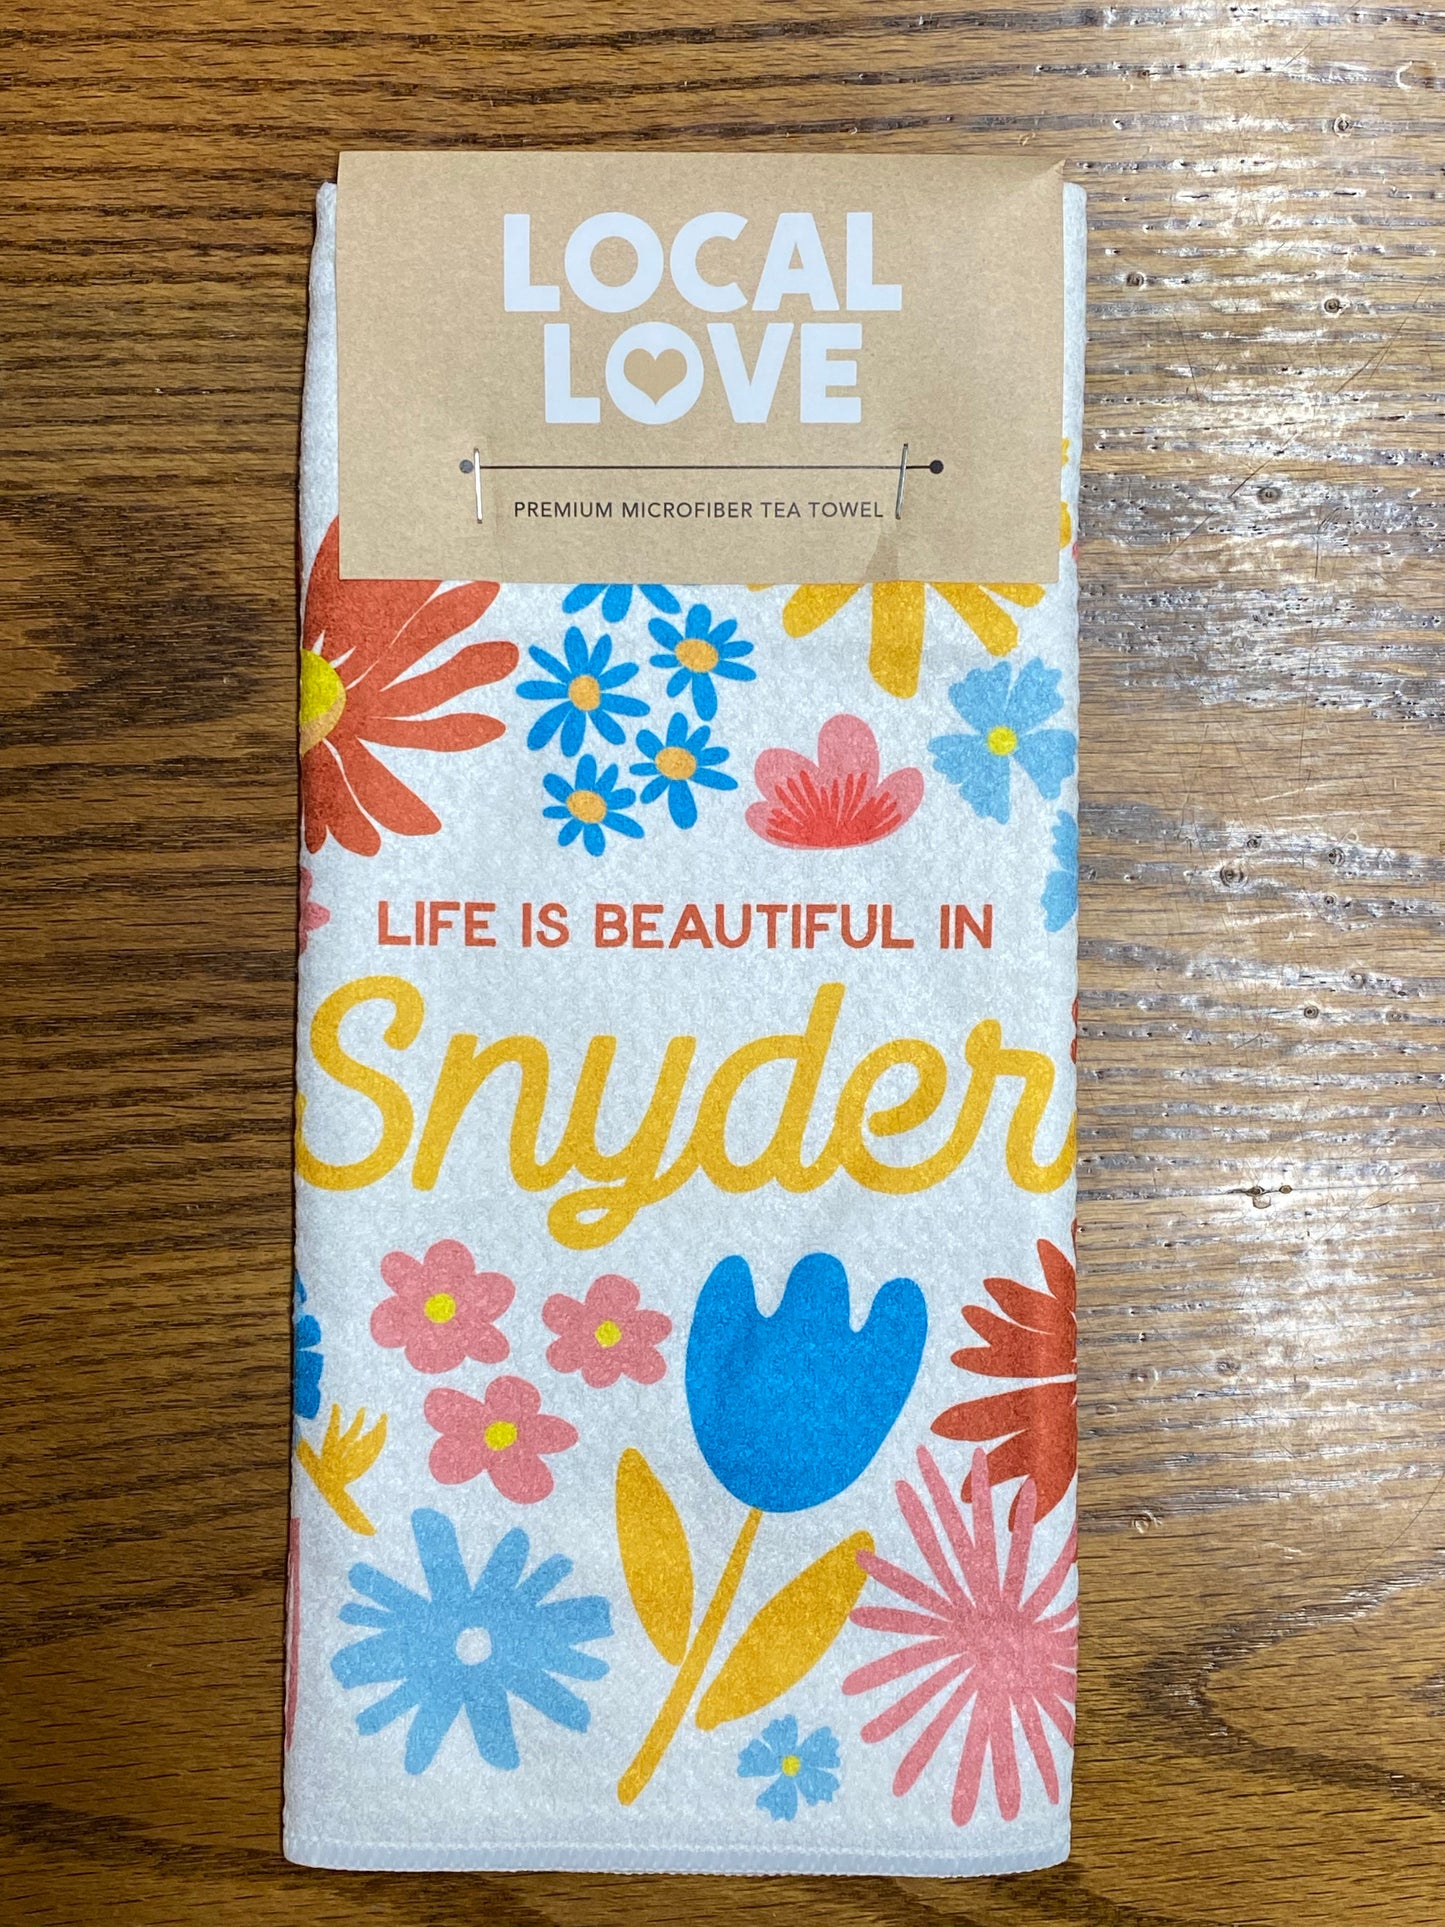 LOCAL
LOVE
PREMIUM MICROFIBER TEA TOWEL
LIFE IS BEAUTIFUL IN
Snyder